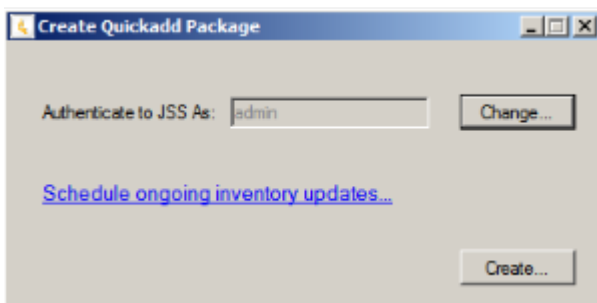 Create Quickadd Package
Authenticate to JSS As: admin Change...
Schedule ongoing inventory updates...
Create...